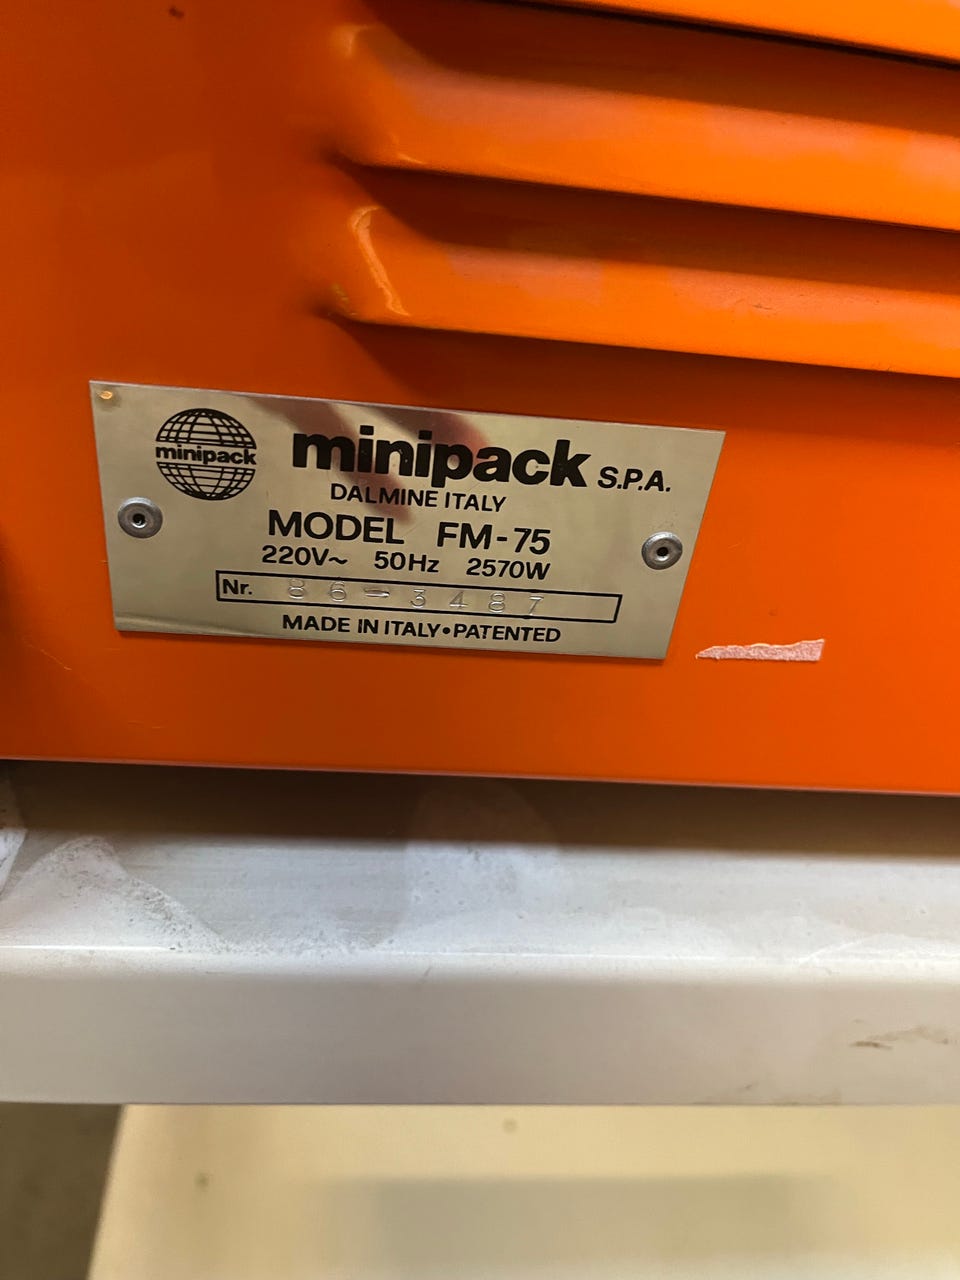 minipack
minipack S.P.A.
DALMINE ITALY
MODEL FM-75
220V~ 50Hz 2570W
Nr. 86-3487
MADE IN ITALY•PATENTED